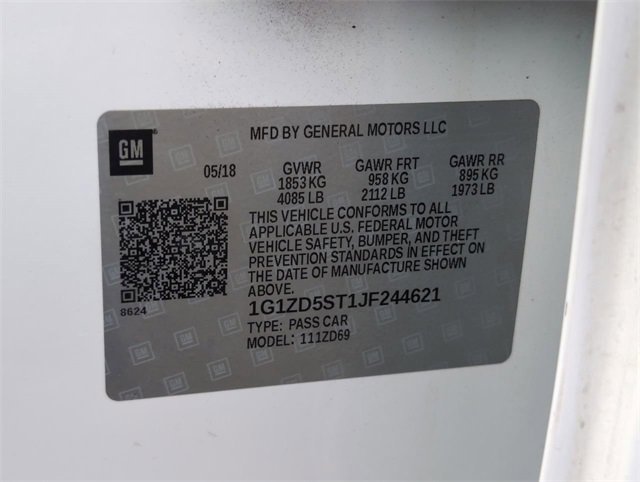 GM
MFD BY GENERAL MOTORS LLC
05/18 GVWR GAWR FRT GAWR RR
1853 KG 958 KG 895 KG
4085 LB 2112 LB 1973 LB
THIS VEHICLE CONFORMS TO ALL
APPLICABLE U.S. FEDERAL MOTOR
VEHICLE SAFETY, BUMPER, AND THEFT
PREVENTION STANDARDS IN EFFECT ON
THE DATE OF MANUFACTURE SHOWN
ABOVE.
8624
1G1ZD5ST1JF244621
TYPE: PASS CAR
MODEL: 111ZD69